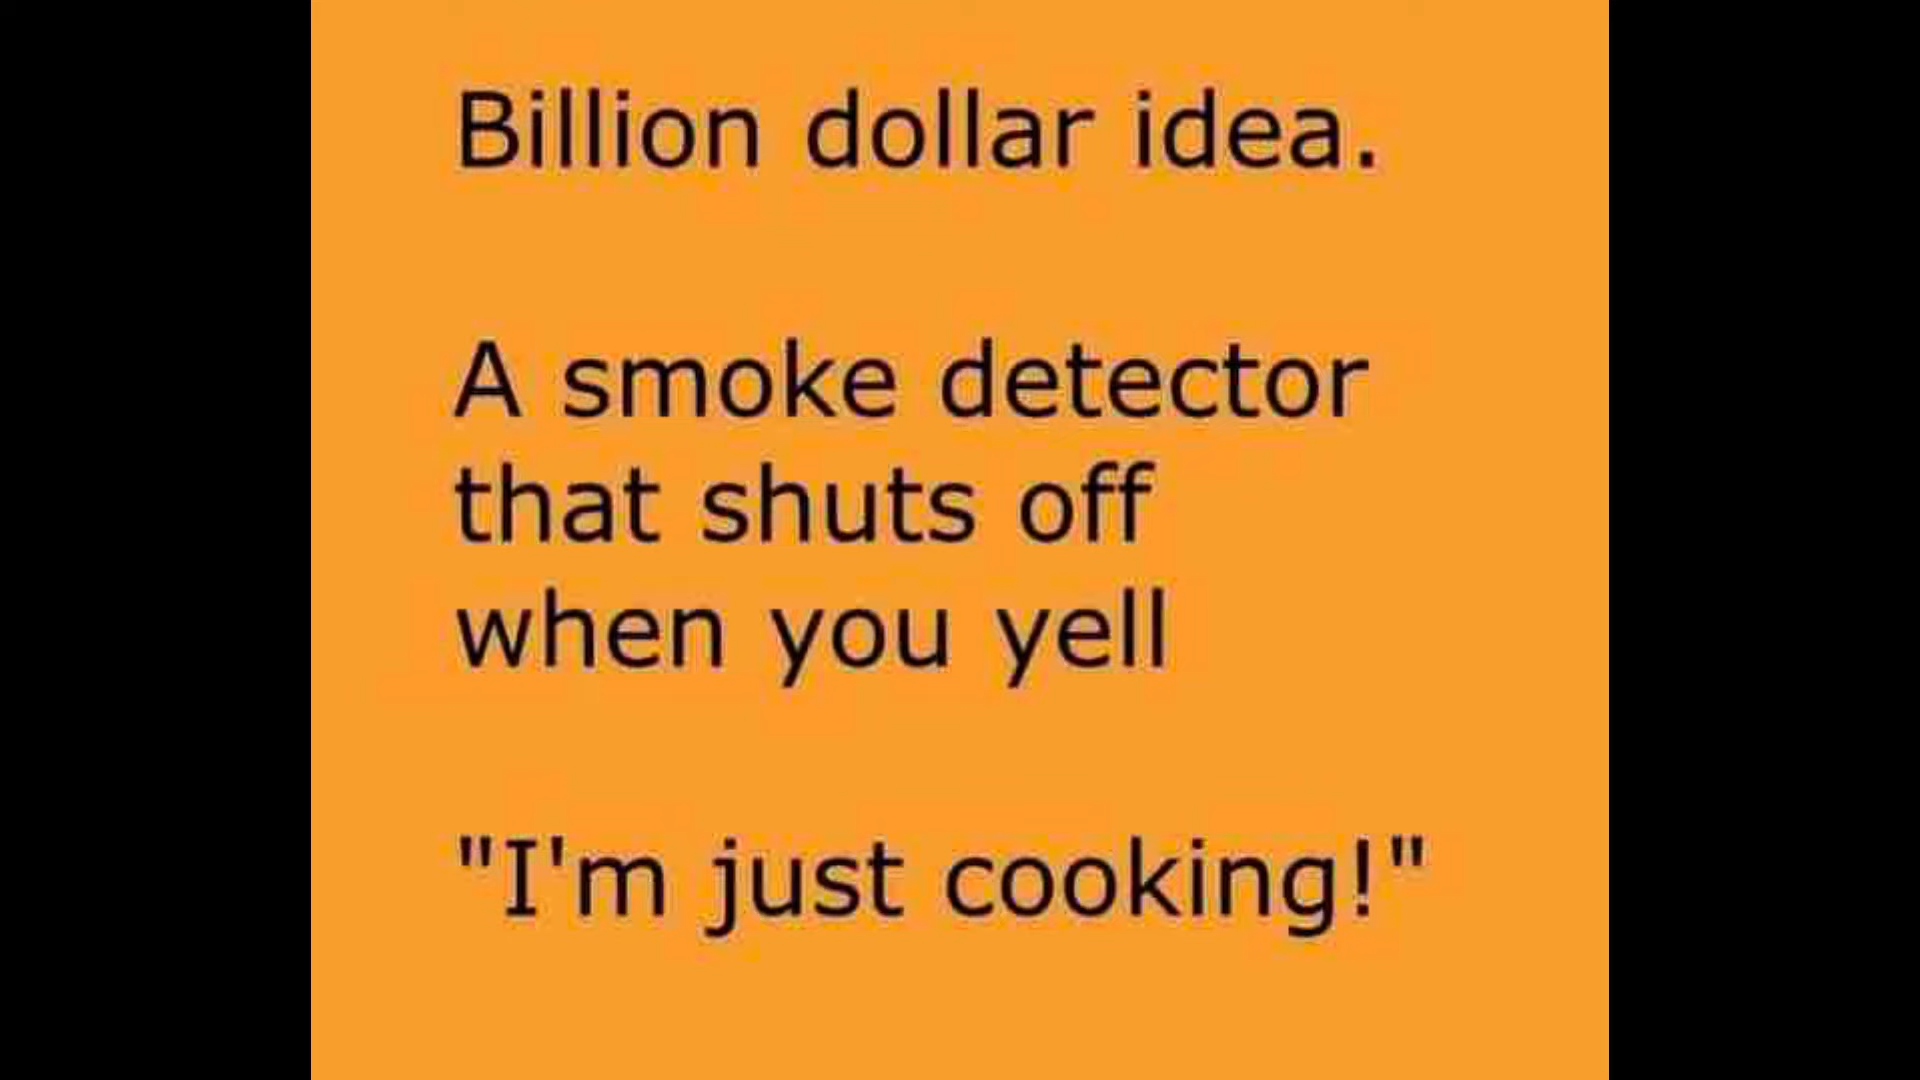 Billion dollar idea.
A smoke detector
that shuts off
when you yell
"I'm just cooking!"